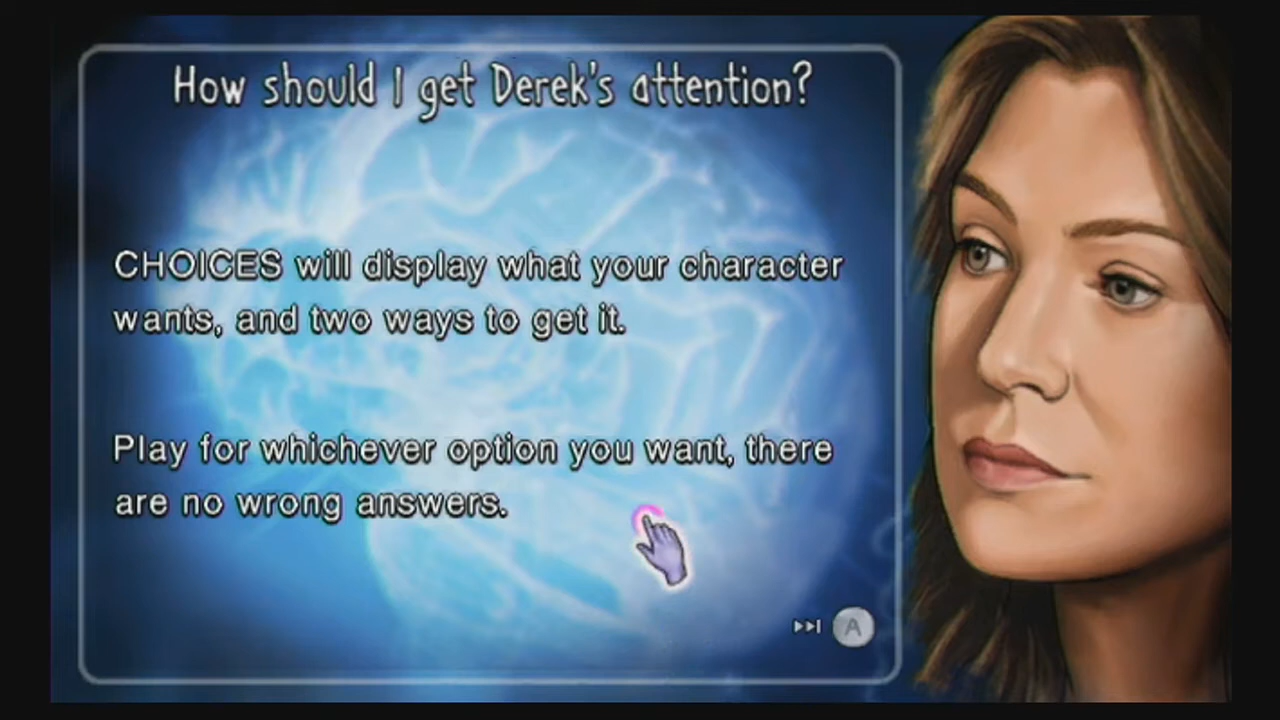 How should I get Derek's attention?
CHOICES will display what your character
wants, and two ways to get it.
Play for whichever option you want, there
are no wrong answers.
A